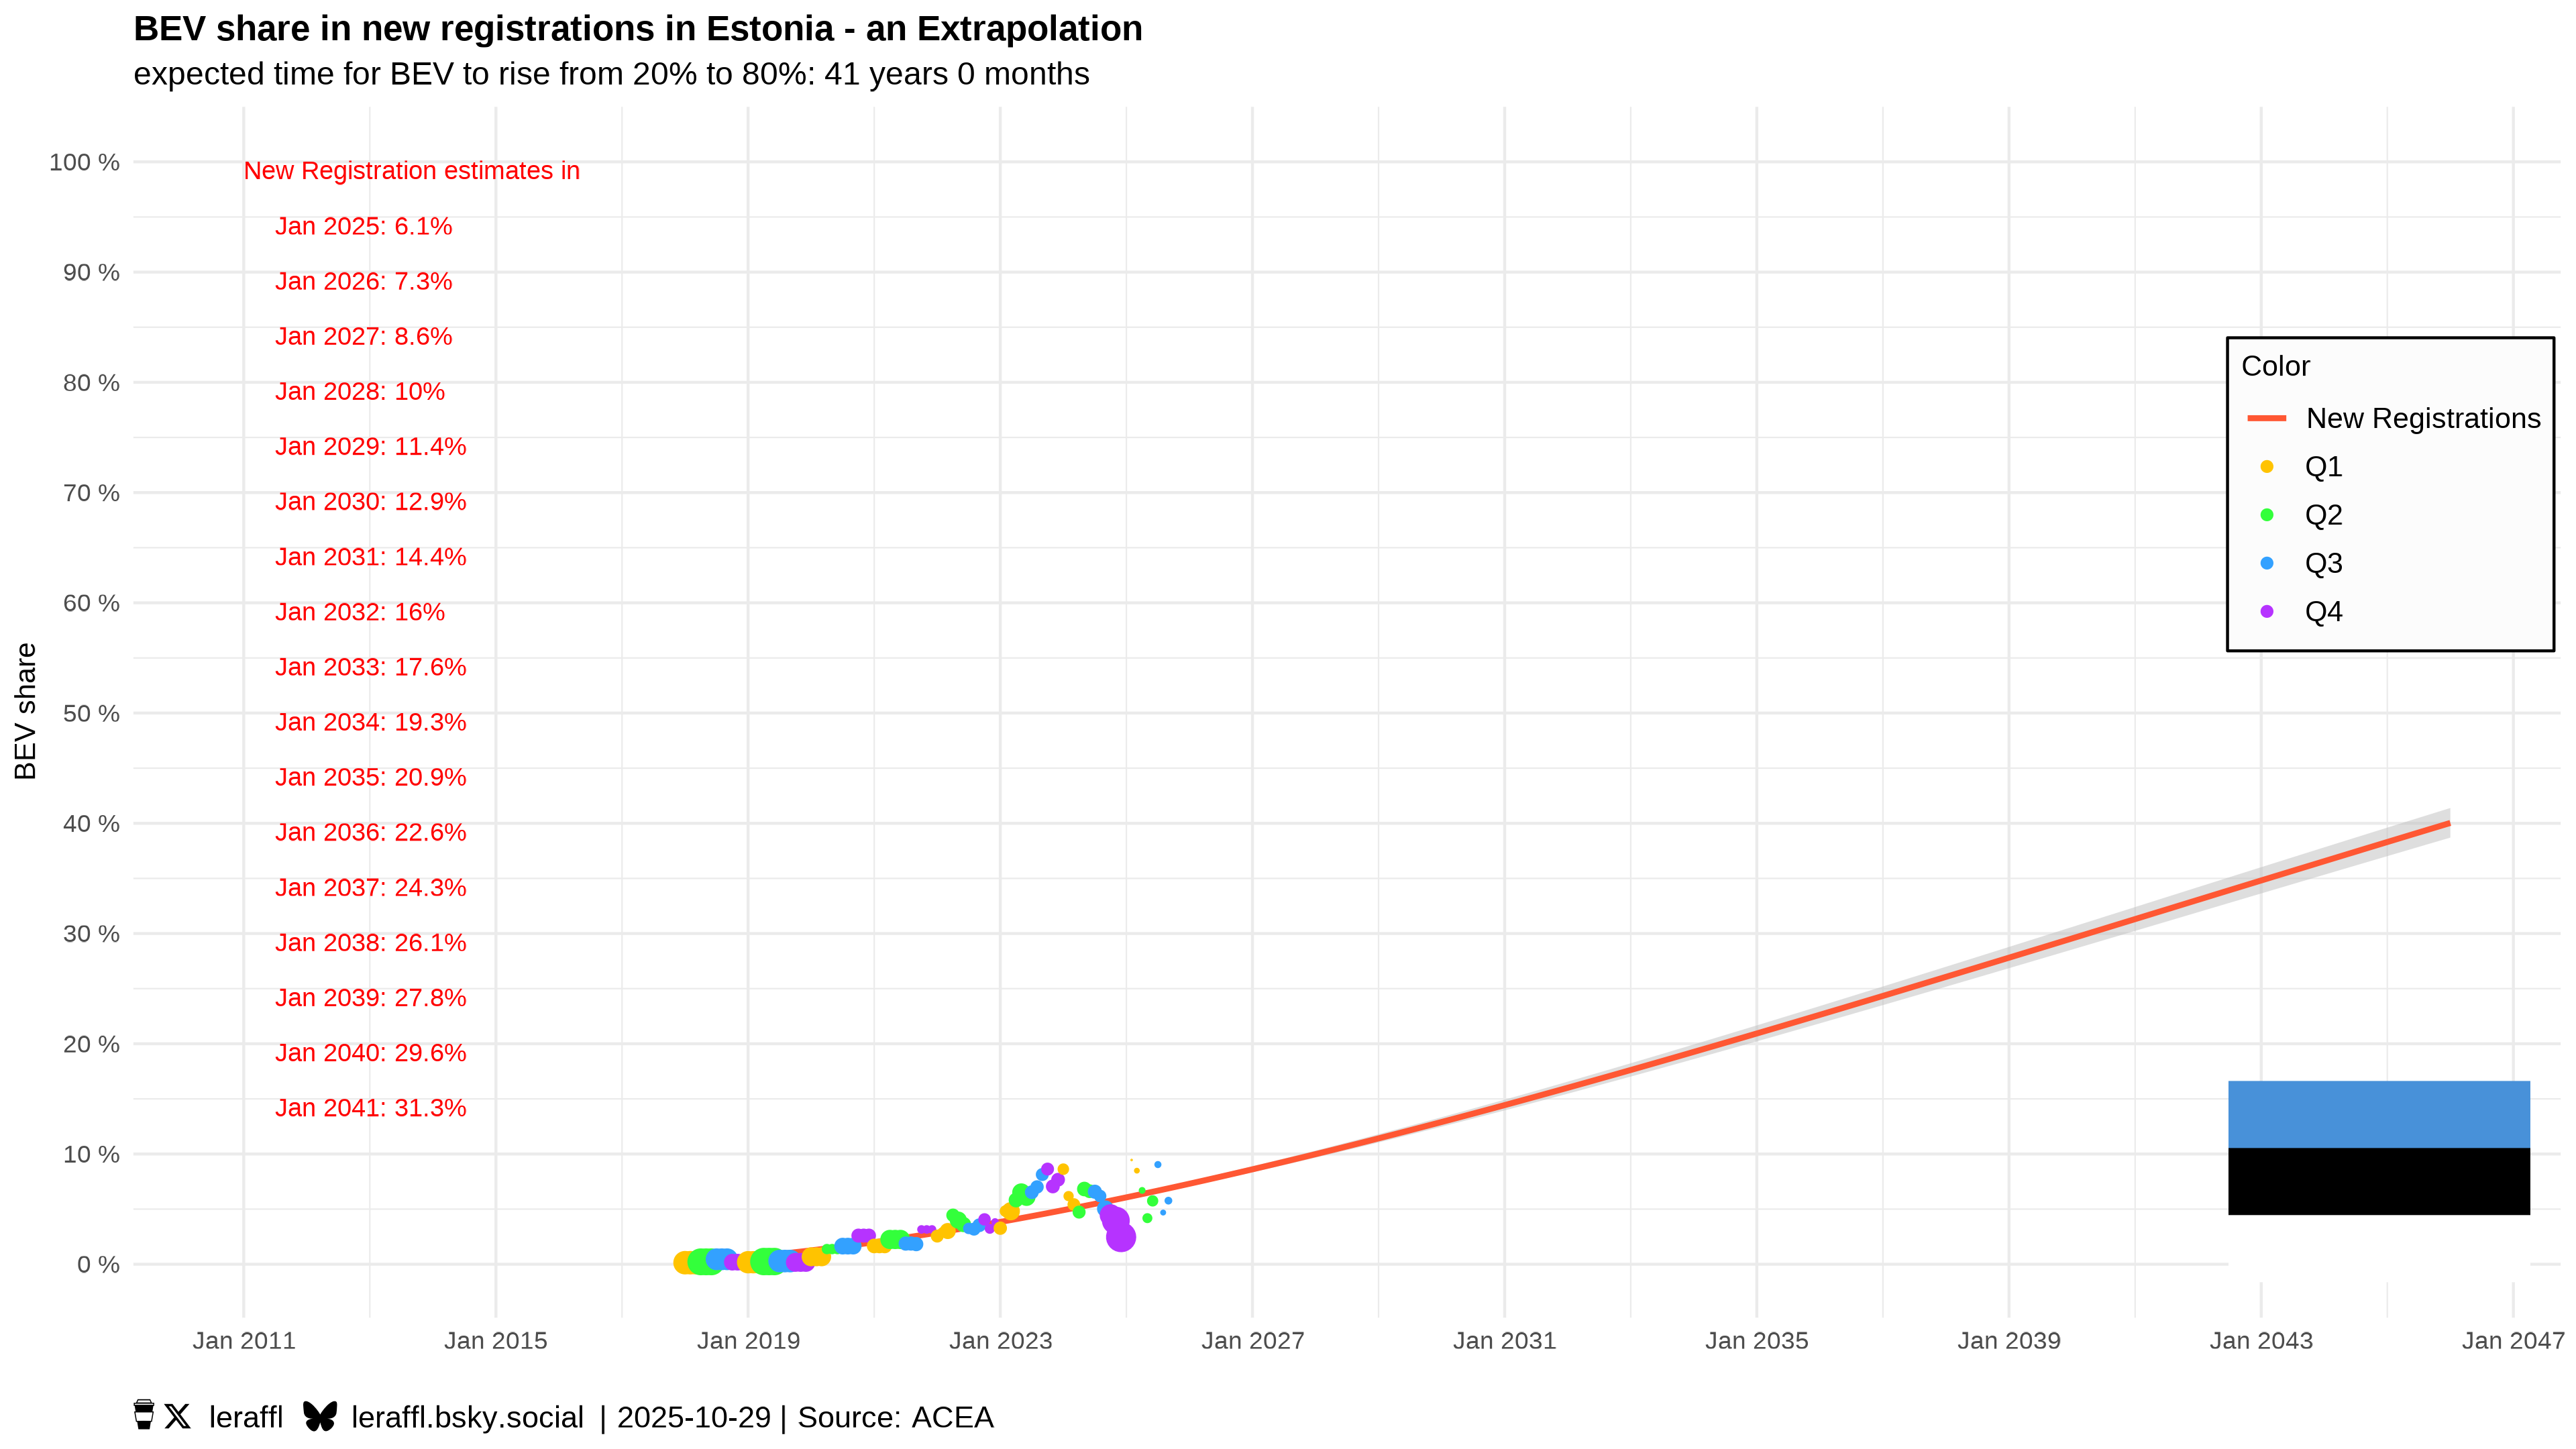 BEV share in new registrations in Estonia - an Extrapolation
expected time for BEV to rise from 20% to 80%: 41 years 0 months
BEV share
100 %
90 %
80 %
70 %
60 %
50 %
40 %
30 %
20 %
10 %
0 %
New Registration estimates in
Jan 2025: 6.1%
Jan 2026: 7.3%
Jan 2027: 8.6%
Jan 2028: 10%
Jan 2029: 11.4%
Jan 2030: 12.9%
Jan 2031: 14.4%
Jan 2032: 16%
Jan 2033: 17.6%
Jan 2034: 19.3%
Jan 2035: 20.9%
Jan 2036: 22.6%
Jan 2037: 24.3%
Jan 2038: 26.1%
Jan 2039: 27.8%
Jan 2040: 29.6%
Jan 2041: 31.3%
Color
New Registrations
Q1
Q2
Q3
Q4
Jan 2011 Jan 2015 Jan 2019 Jan 2023 Jan 2027 Jan 2031 Jan 2035 Jan 2039 Jan 2043 Jan 2047
leraffl leraffl.bsky.social | 2025-10-29 | Source: ACEA